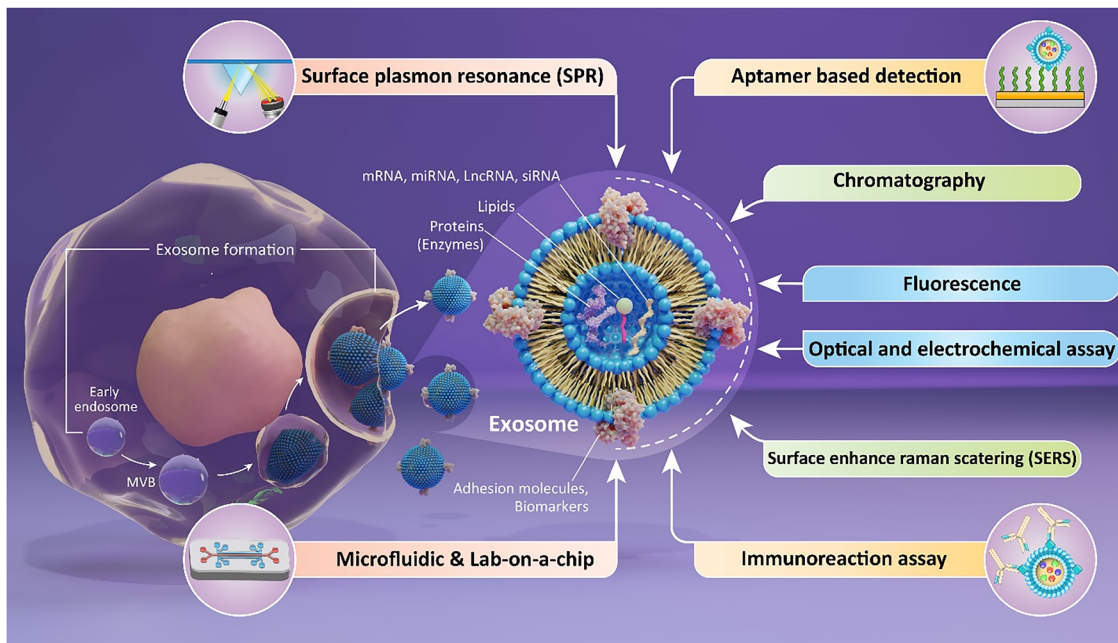 Surface plasmon resonance (SPR)
Aptamer based detection
mRNA, miRNA, LncRNA, siRNA
Chromatography
Lipids
Proteins
(Enzymes)
Exosome formation
Fluorescence
Optical and electrochemical assay
Early
endosome
Exosome
Surface enhance raman scatering (SERS)
MVB
Adhesion molecules,
Biomarkers
Microfluidic & Lab-on-a-chip
Immunoreaction assay